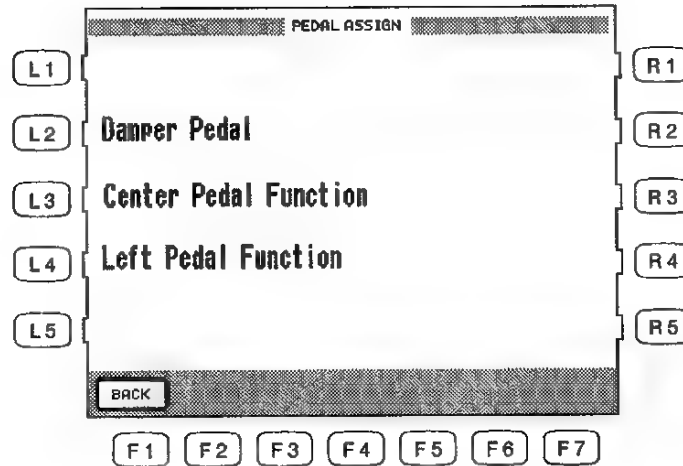 PEDAL ASSIGN
L1 R1
L2 Damper Pedal R2
L3 Center Pedal Function R3
L4 Left Pedal Function R4
L5 R5
BACK
F1 F2 F3 F4 F5 F6 F7